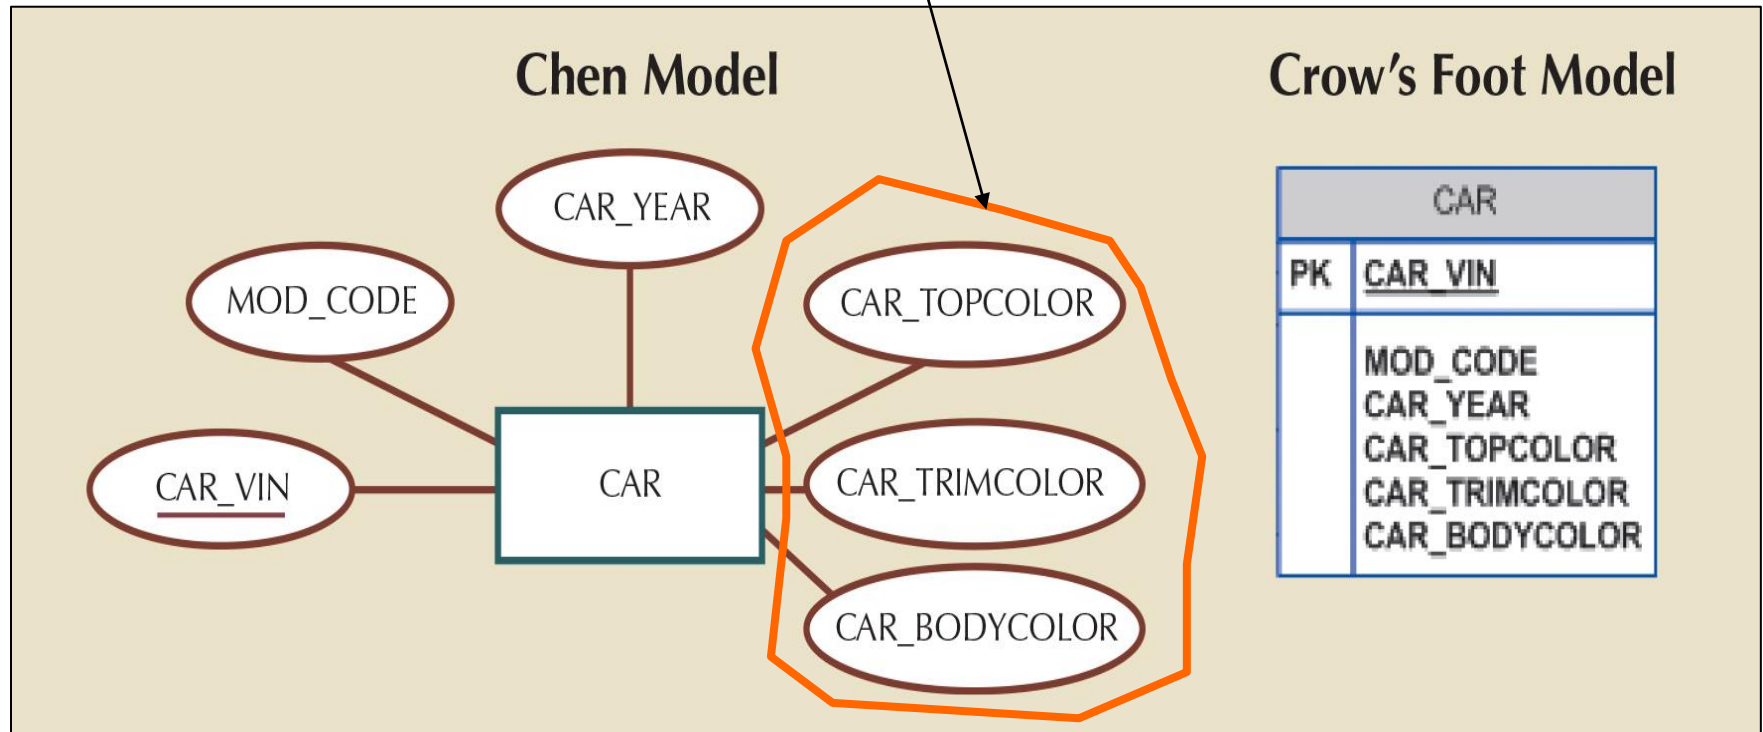 Chen Model
CAR_YEAR
MOD_CODE
CAR_TOPCOLOR
CAR_VIN
CAR
CAR_TRIMCOLOR
CAR_BODYCOLOR
Crow's Foot Model
CAR
PK CAR_VIN
MOD_CODE
CAR_YEAR
CAR_TOPCOLOR
CAR_TRIMCOLOR
CAR_BODYCOLOR